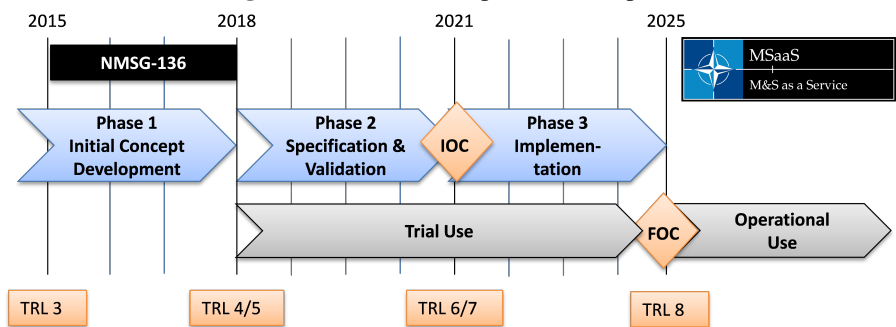 2015
2018
2021
2025
NMSG-136
MSaaS
M&S as a Service
Phase 1
Initial Concept
Development
Phase 2
Specification &
Validation
IOC
Phase 3
Implemen-
tation
Trial Use
FOC
Operational
Use
TRL 3
TRL 4/5
TRL 6/7
TRL 8